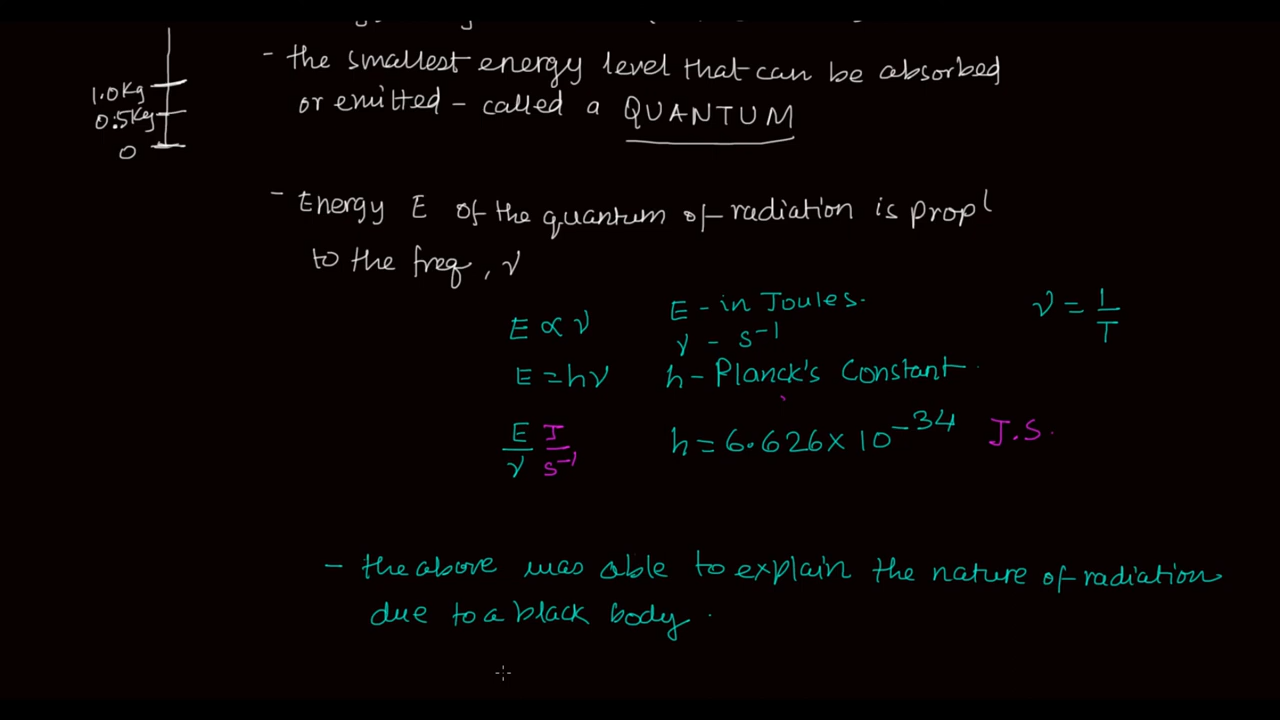 - the smallest energy level that can be absorbed
or emitted - called a QUANTUM
1.0Kg
0.5Kg
0
- Energy E of the quantum of radiation is propl
to the freq, ν
E ∝ ν E - in Joules. ν = 1/T
ν - s⁻¹
E = hν h - Planck's Constant
E/ν J/s⁻¹ h = 6.626 × 10⁻³⁴ J.S.
- the above was able to explain the nature of radiation
due to a black body.